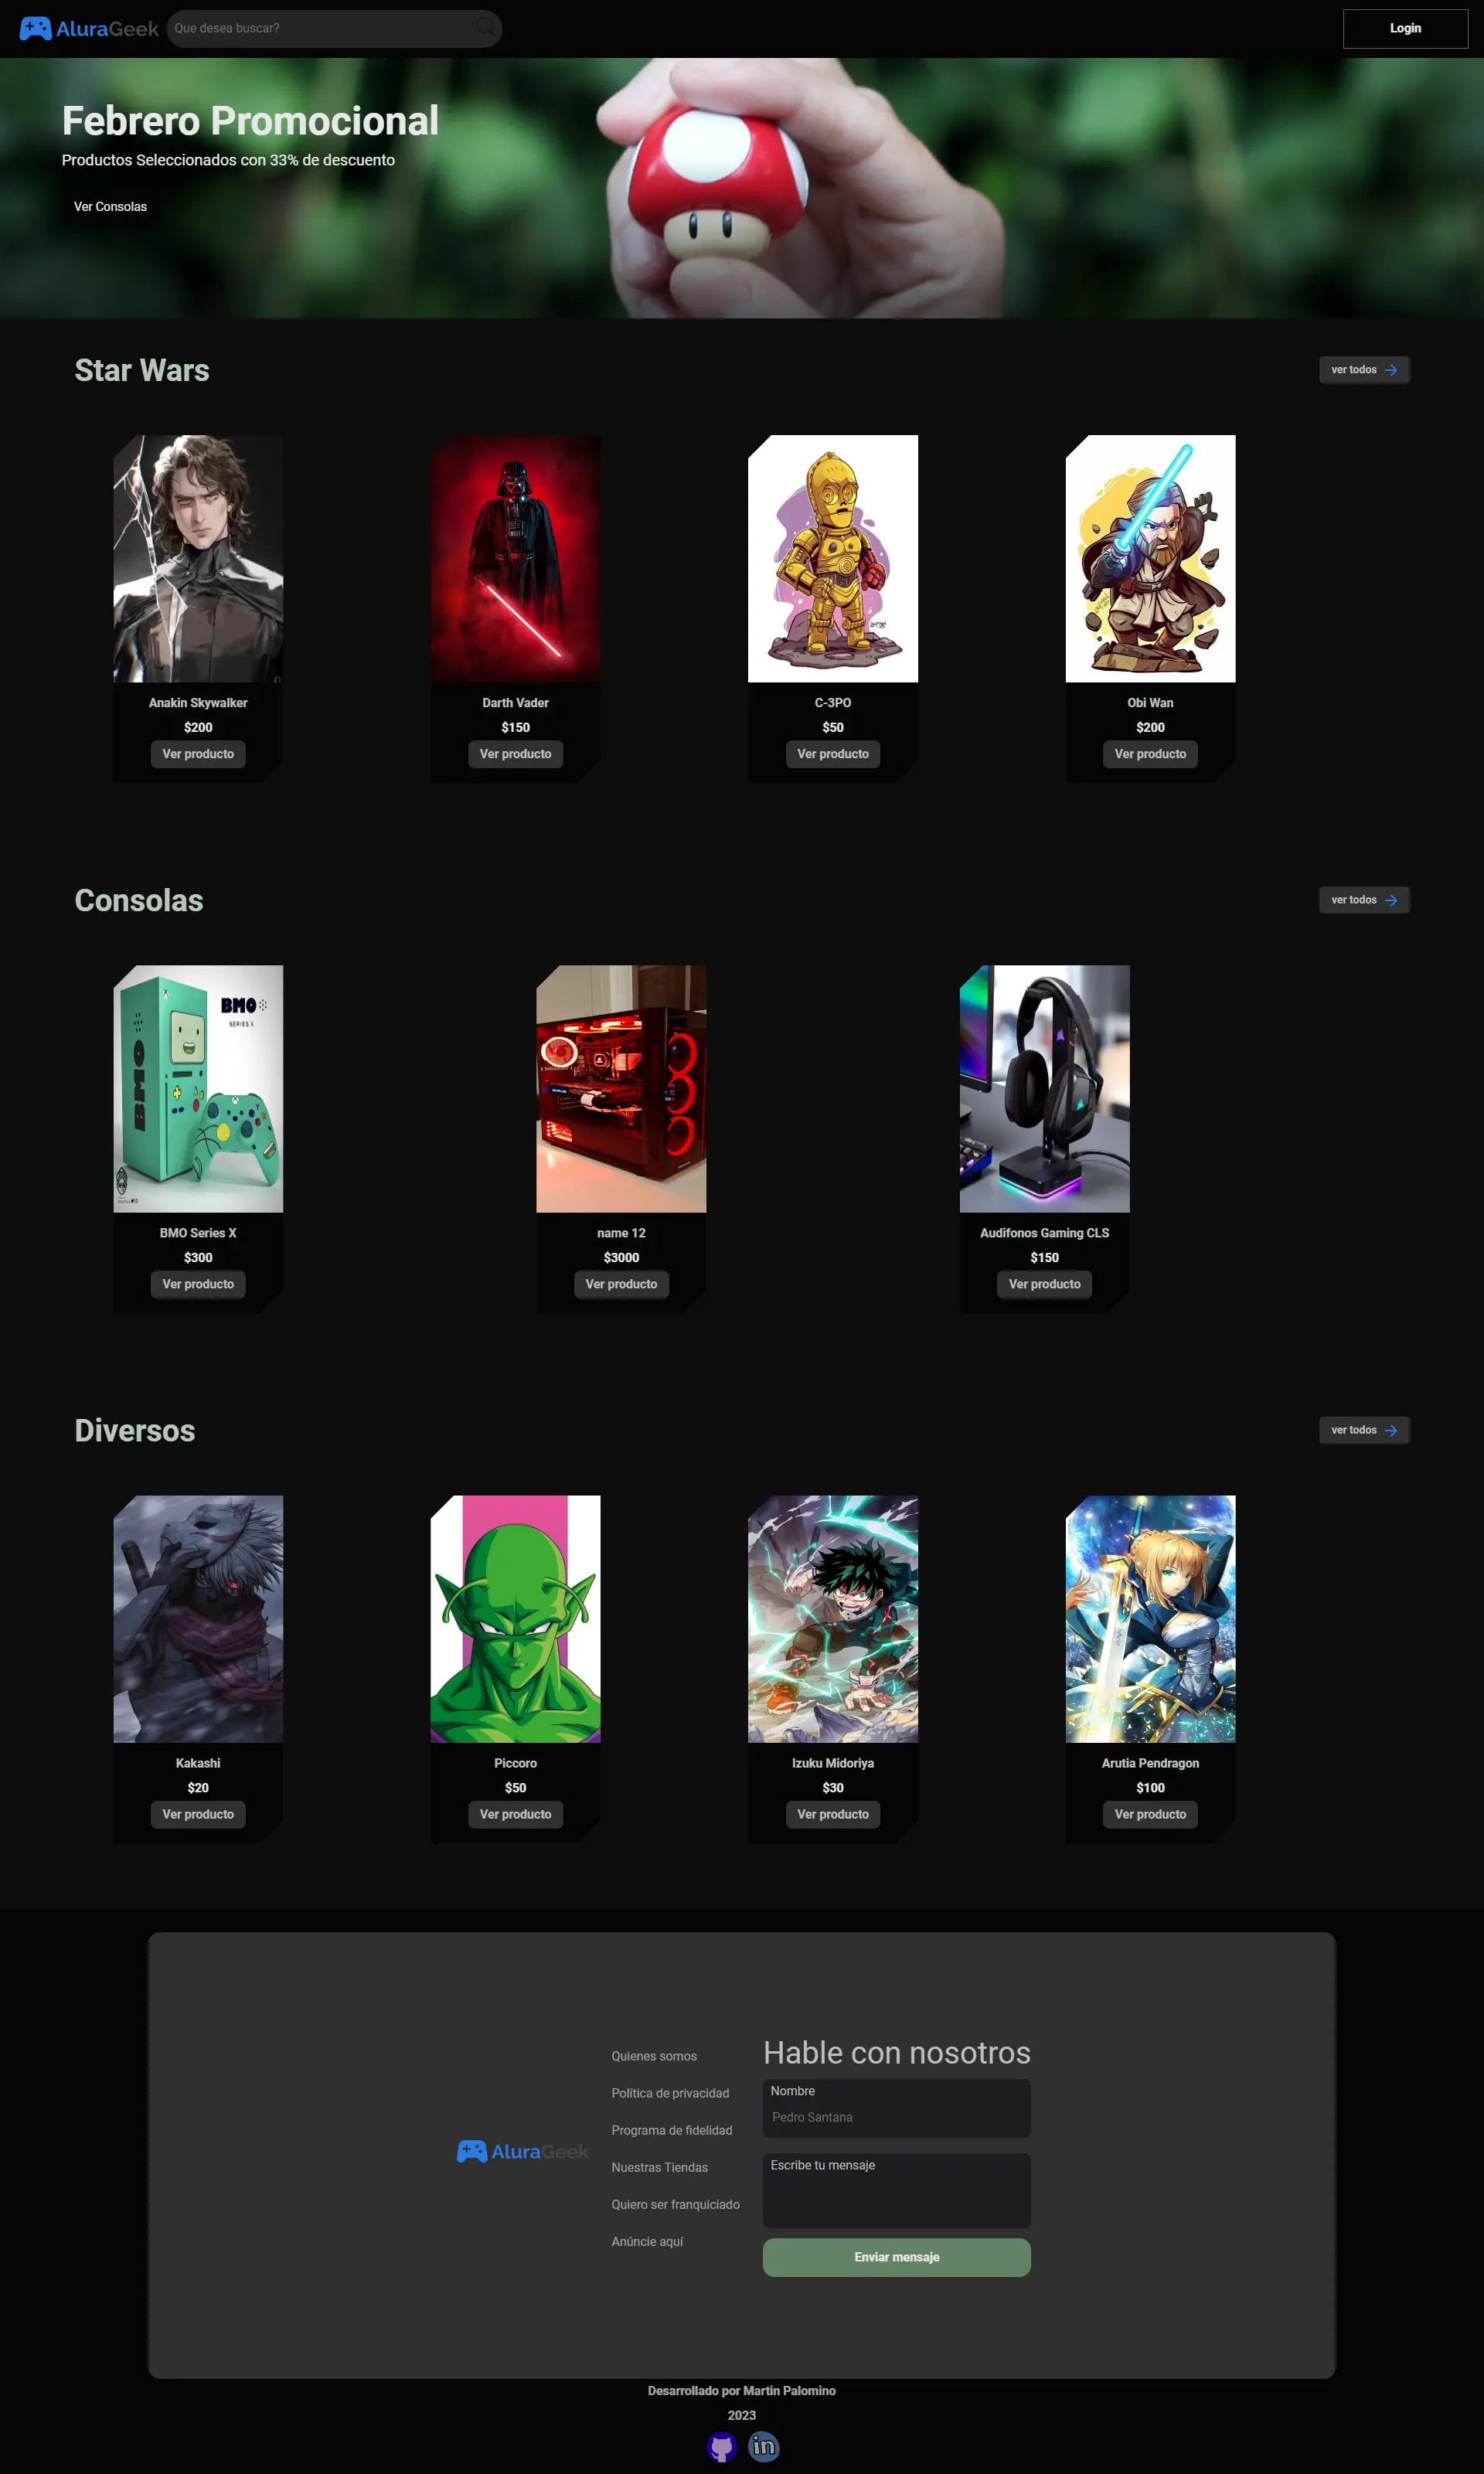 AluraGeek
Que desea buscar?
Login
Febrero Promocional
Productos Seleccionados con 33% de descuento
Ver Consolas
Star Wars
ver todos
Anakin Skywalker
$200
Ver producto
Darth Vader
$150
Ver producto
C-3PO
$50
Ver producto
Obi Wan
$200
Ver producto
Consolas
ver todos
BMO
SERIES X
BMO
BMO Series X
$300
Ver producto
name 12
$3000
Ver producto
Audifonos Gaming CLS
$150
Ver producto
Diversos
ver todos
Kakashi
$20
Ver producto
Piccoro
$50
Ver producto
Izuku Midoriya
$30
Ver producto
Arutia Pendragon
$100
Ver producto
AluraGeek
Quienes somos
Política de privacidad
Programa de fidelidad
Nuestras Tiendas
Quiero ser franquiciado
Anúncie aquí
Hable con nosotros
Nombre
Pedro Santana
Escribe tu mensaje
Enviar mensaje
Desarrollado por Martin Palomino
2023
in